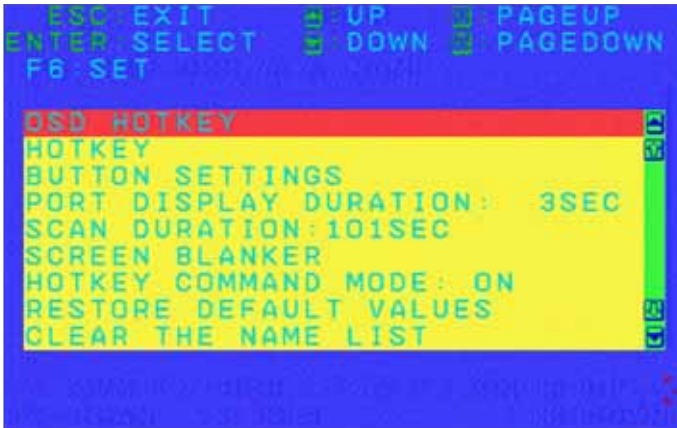 ESC:EXIT :UP :PAGEUP
ENTER:SELECT :DOWN :PAGEDOWN
F6:SET
OSD HOTKEY
HOTKEY
BUTTON SETTINGS
PORT DISPLAY DURATION: 3SEC
SCAN DURATION:101SEC
SCREEN BLANKER
HOTKEY COMMAND MODE: ON
RESTORE DEFAULT VALUES
CLEAR THE NAME LIST